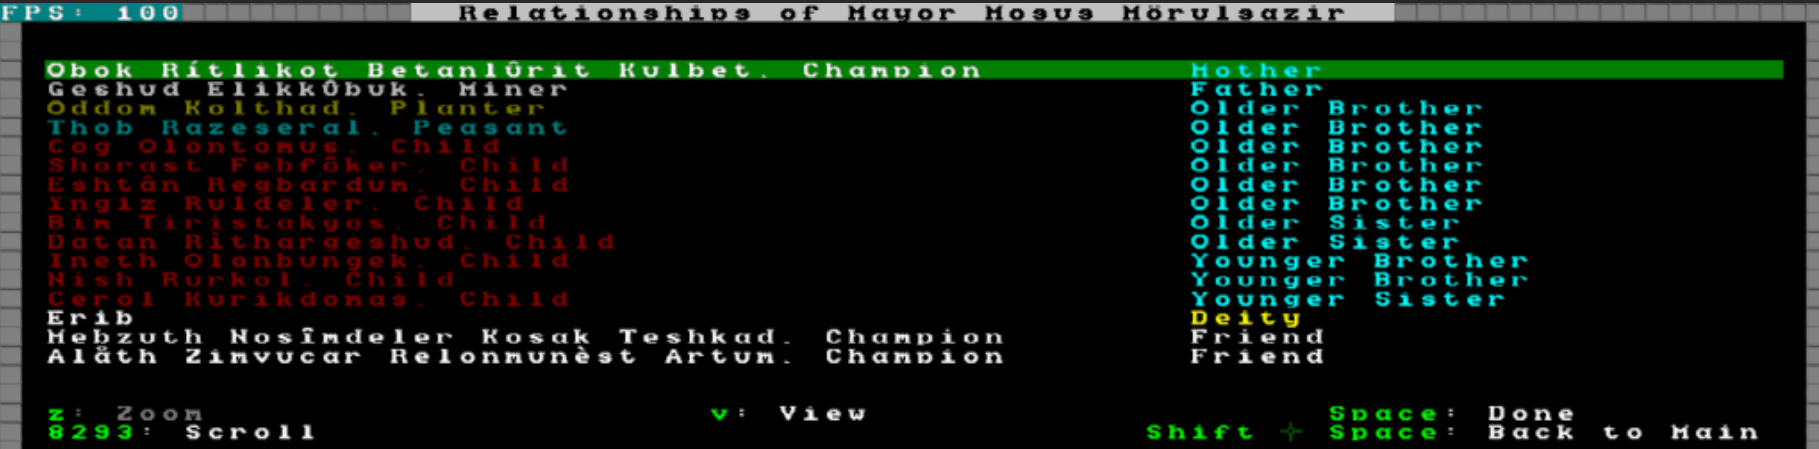 FPS: 100 Relationships of Mayor Mosus Mörulsazir
Obok Rítlikot Betanlûrit Kulbet, Champion Mother
Geshud ElikkÔbuk, Miner Father
Oddom Kolthad, Planter Older Brother
Thob Razeseral, Peasant Older Brother
Cog Olontomus, Child Older Brother
Shorast Febfôker, Child Older Brother
Eshtân Regbardum, Child Older Brother
Yngiz Ruldeler, Child Older Brother
Bim Tiristakgos, Child Older Sister
Datan Rìthargeshud, Child Older Sister
Ineth Olonbungek, Child Younger Brother
Nish Rurkol, Child Younger Brother
Cerol Kurikdomas, Child Younger Sister
Erib Deity
Mebzuth Nosîmdeler Kosak Teshkad, Champion Friend
Alåth Zimvucar Relonmunèst Artum, Champion Friend
z: Zoom v: View Space: Done
8293: Scroll Shift + Space: Back to Main